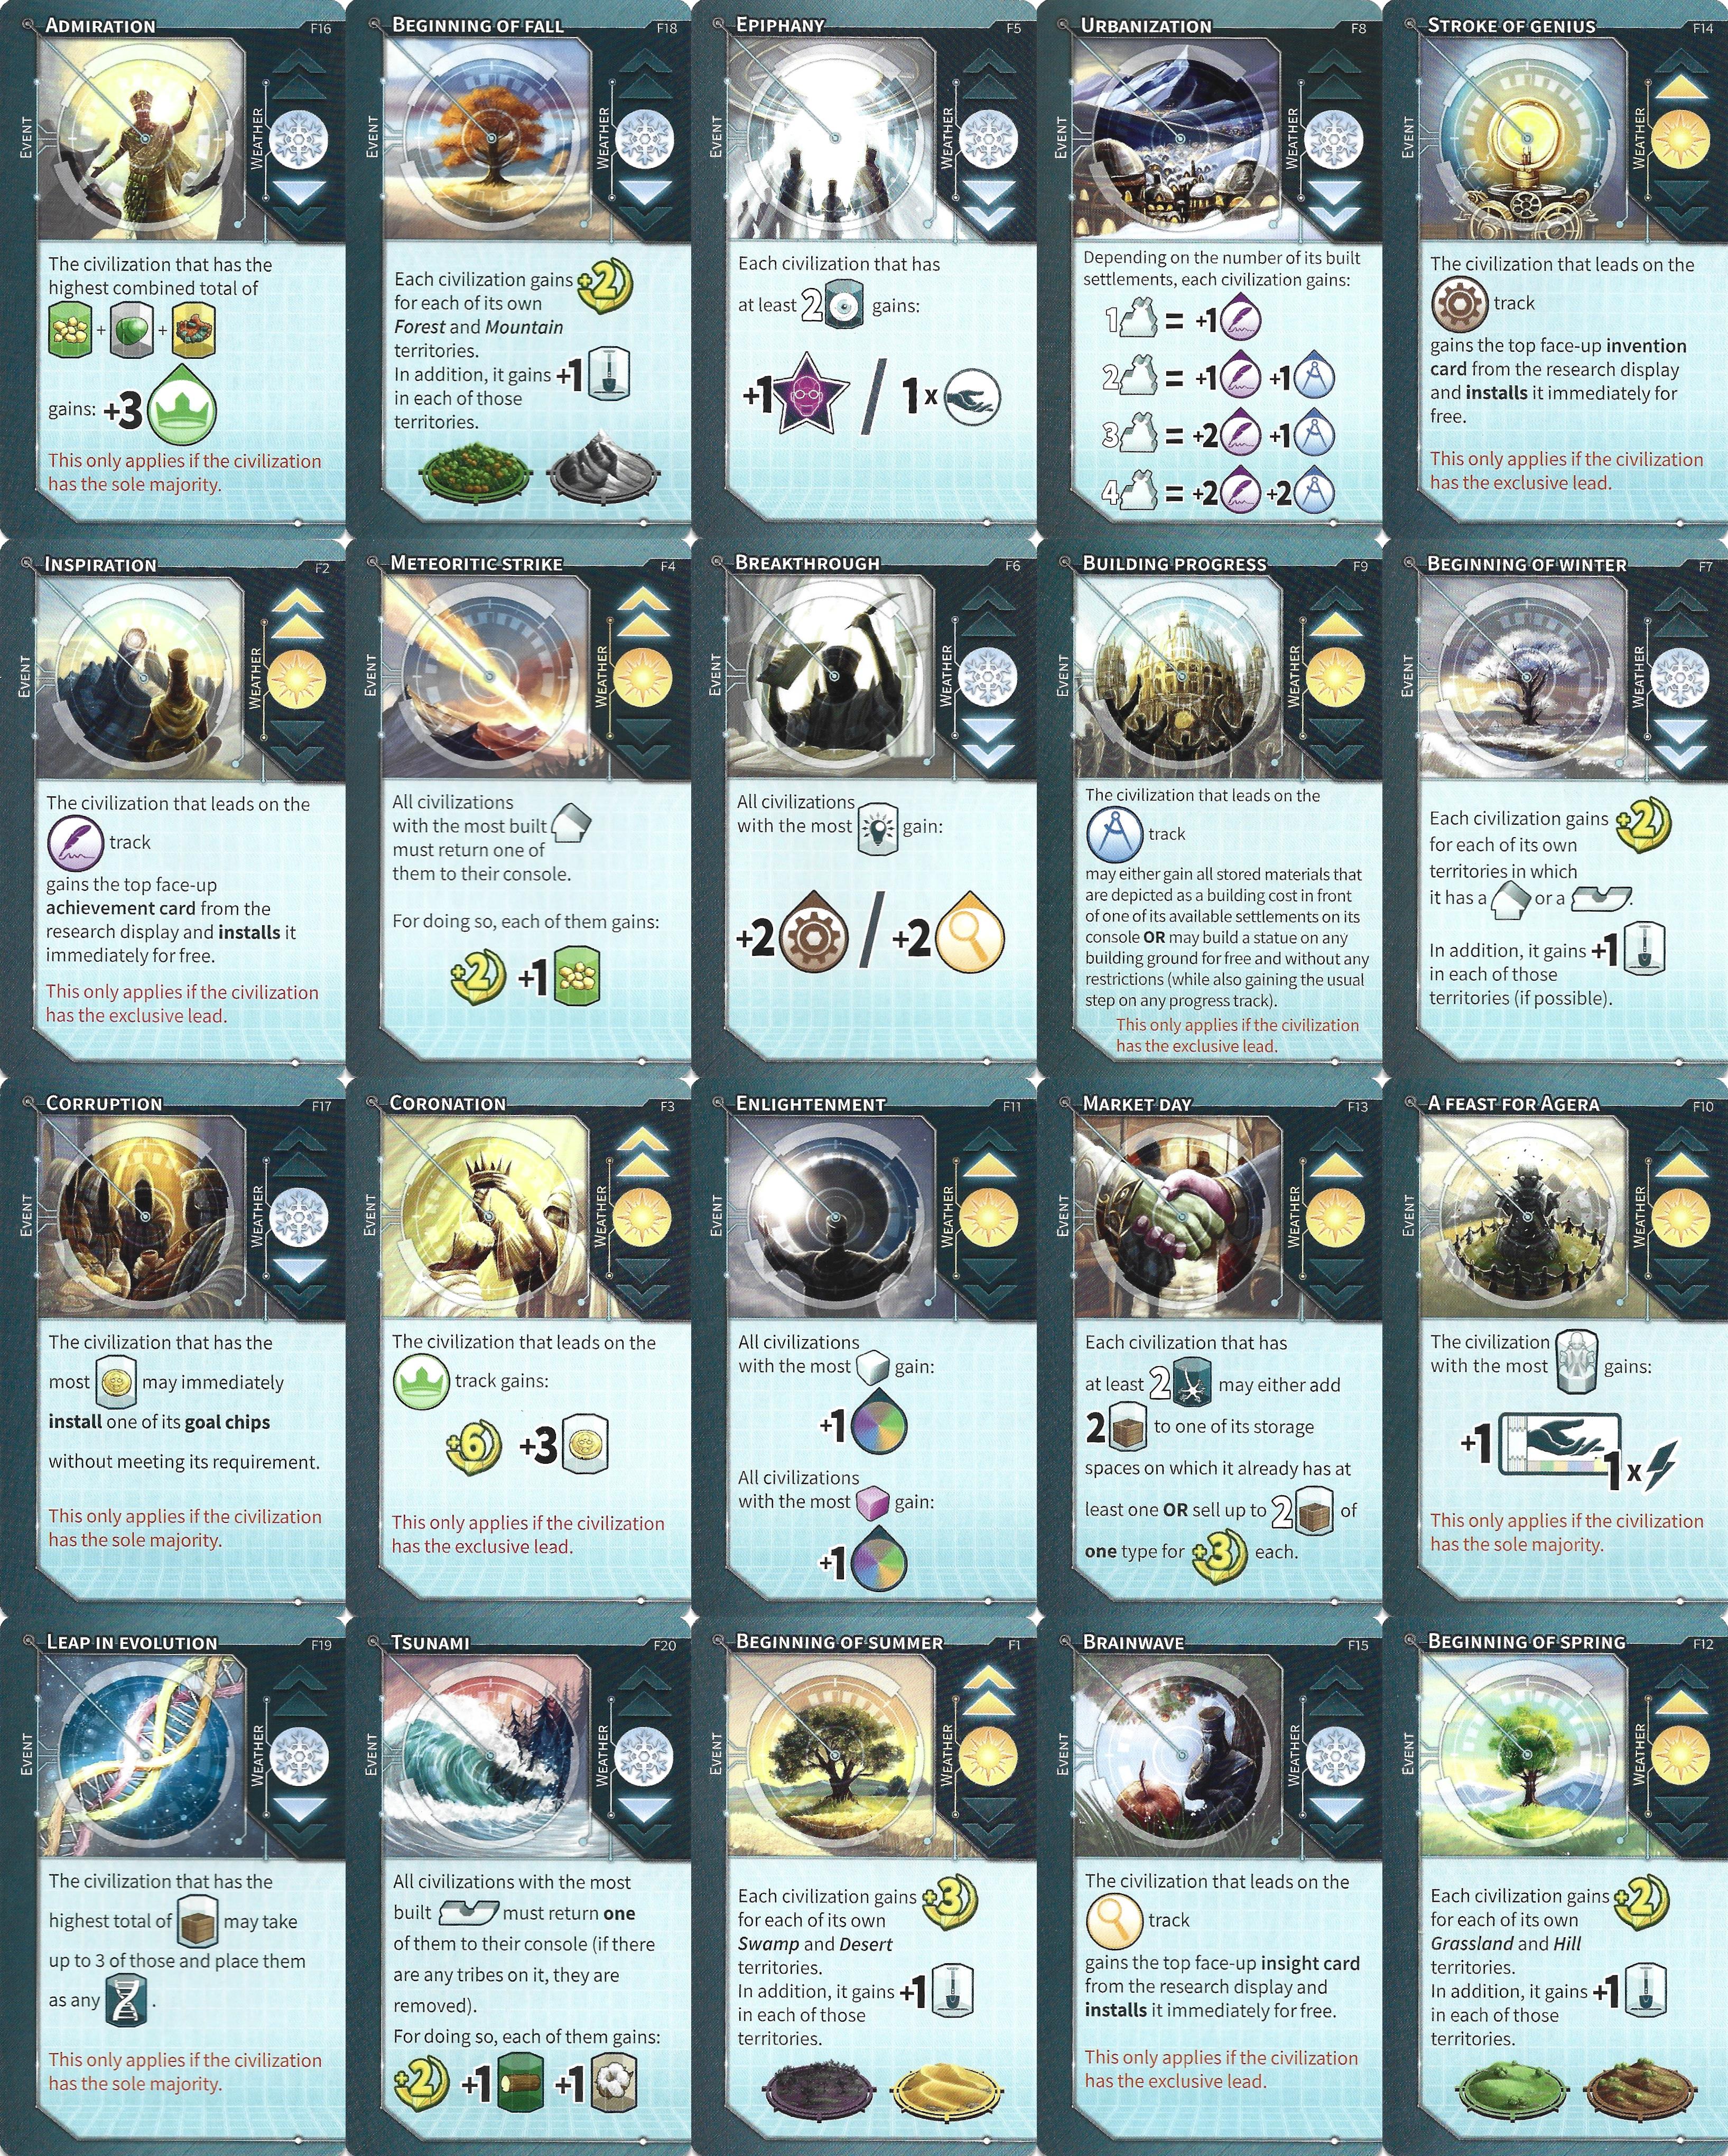 ADMIRATION F16
WEATHER
EVENT
The civilization that has the
highest combined total of
+ +
gains: +3
This only applies if the civilization
has the sole majority.
BEGINNING OF FALL F18
WEATHER
EVENT
Each civilization gains +2
for each of its own
Forest and Mountain
territories.
In addition, it gains +1
in each of those
territories.
EPIPHANY F5
WEATHER
EVENT
Each civilization that has
at least 2 gains:
+1 / 1x
URBANIZATION F8
WEATHER
EVENT
Depending on the number of its built
settlements, each civilization gains:
1 = +1
2 = +1 +1
3 = +2 +1
4 = +2 +2
STROKE OF GENIUS F14
WEATHER
EVENT
The civilization that leads on the
track
gains the top face-up invention
card from the research display
and installs it immediately for
free.
This only applies if the civilization
has the exclusive lead.
INSPIRATION F2
WEATHER
EVENT
The civilization that leads on the
track
gains the top face-up
achievement card from the
research display and installs it
immediately for free.
This only applies if the civilization
has the exclusive lead.
METEORITIC STRIKE F4
WEATHER
EVENT
All civilizations
with the most built
must return one of
them to their console.
For doing so, each of them gains:
+2 +1
BREAKTHROUGH F6
WEATHER
EVENT
All civilizations
with the most gain:
+2 / +2
BUILDING PROGRESS F9
WEATHER
EVENT
The civilization that leads on the
track
may either gain all stored materials that
are depicted as a building cost in front
of one of its available settlements on its
console OR may build a statue on any
building ground for free and without any
restrictions (while also gaining the usual
step on any progress track).
This only applies if the civilization
has the exclusive lead.
BEGINNING OF WINTER F7
WEATHER
EVENT
Each civilization gains +2
for each of its own
territories in which
it has a or a .
In addition, it gains +1
in each of those
territories (if possible).
CORRUPTION F17
WEATHER
EVENT
The civilization that has the
most may immediately
install one of its goal chips
without meeting its requirement.
This only applies if the civilization
has the sole majority.
CORONATION F3
WEATHER
EVENT
The civilization that leads on the
track gains:
+6 +3
This only applies if the civilization
has the exclusive lead.
ENLIGHTENMENT F11
WEATHER
EVENT
All civilizations
with the most gain:
+1
All civilizations
with the most gain:
+1
MARKET DAY F13
WEATHER
EVENT
Each civilization that has
at least 2 may either add
2 to one of its storage
spaces on which it already has at
least one OR sell up to 2 of
one type for +3 each.
A FEAST FOR AGERA F10
WEATHER
EVENT
The civilization
with the most gains:
+1 1x
This only applies if the civilization
has the sole majority.
LEAP IN EVOLUTION F19
WEATHER
EVENT
The civilization that has the
highest total of may take
up to 3 of those and place them
as any .
This only applies if the civilization
has the sole majority.
TSUNAMI F20
WEATHER
EVENT
All civilizations with the most
built must return one
of them to their console (if there
are any tribes on it, they are
removed).
For doing so, each of them gains:
+2 +1 +1
BEGINNING OF SUMMER F1
WEATHER
EVENT
Each civilization gains +3
for each of its own
Swamp and Desert
territories.
In addition, it gains +1
in each of those
territories.
BRAINWAVE F15
WEATHER
EVENT
The civilization that leads on the
track
gains the top face-up insight card
from the research display and
installs it immediately for free.
This only applies if the civilization
has the exclusive lead.
BEGINNING OF SPRING F12
WEATHER
EVENT
Each civilization gains +2
for each of its own
Grassland and Hill
territories.
In addition, it gains +1
in each of those
territories.